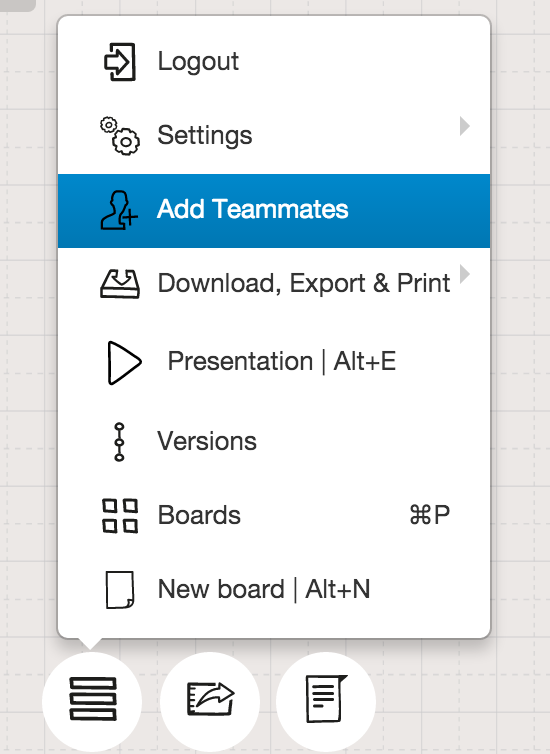 Logout
Settings
Add Teammates
Download, Export & Print
Presentation | Alt+E
Versions
Boards ⌘P
New board | Alt+N